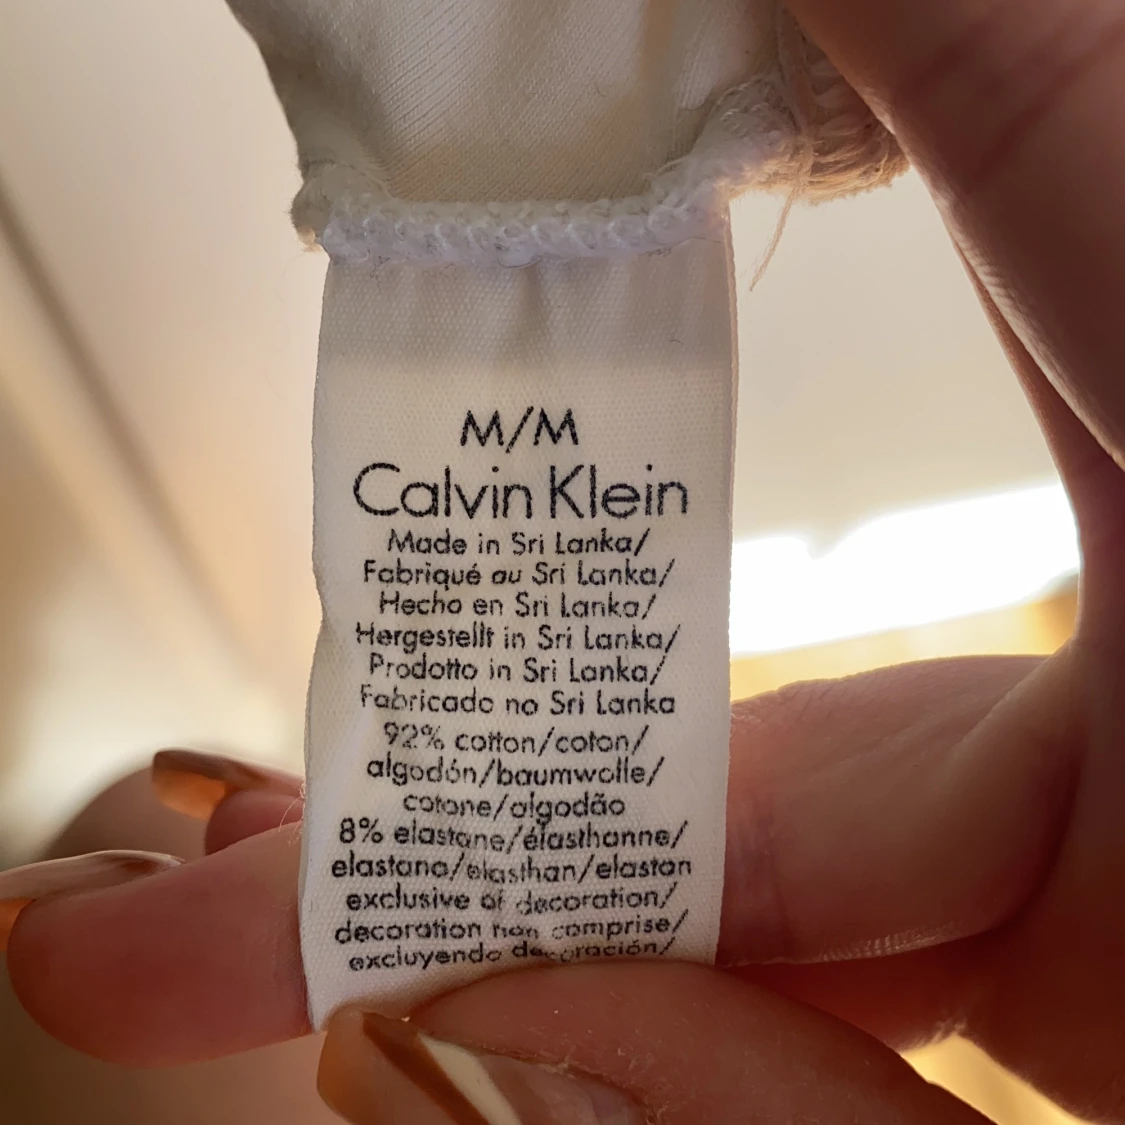 M/M
Calvin Klein
Made in Sri Lanka/
Fabriqué au Sri Lanka/
Hecho en Sri Lanka/
Hergestellt in Sri Lanka/
Prodotto in Sri Lanka/
Fabricado no Sri Lanka
92% cotton/coton/
algodón/baumwolle/
cotone/algodão
8% elastane/élasthanne/
elastano/elasthan/elastan
exclusive of decoration/
decoration non comprise/
excluyendo decoración/